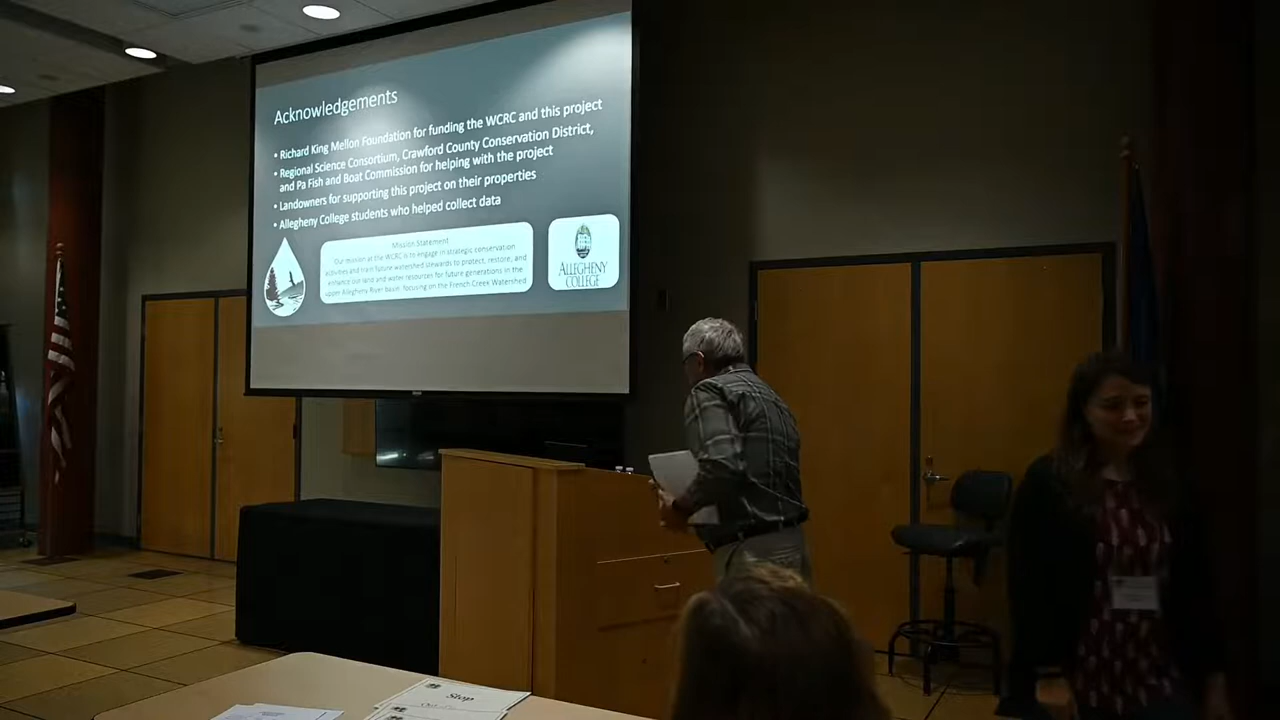 Acknowledgements
• Richard King Mellon Foundation for funding the WCRC and this project
• Regional Science Consortium, Crawford County Conservation District,
and Pa Fish and Boat Commission for helping with the project
• Landowners for supporting this project on their properties
• Allegheny College students who helped collect data
Mission Statement
Our mission at the WCRC is to engage in strategic conservation
activities and train future watershed stewards to protect, restore, and
enhance our land and water resources for future generations in the
upper Allegheny River basin, focusing on the French Creek Watershed
ALLEGHENY
COLLEGE
Stop